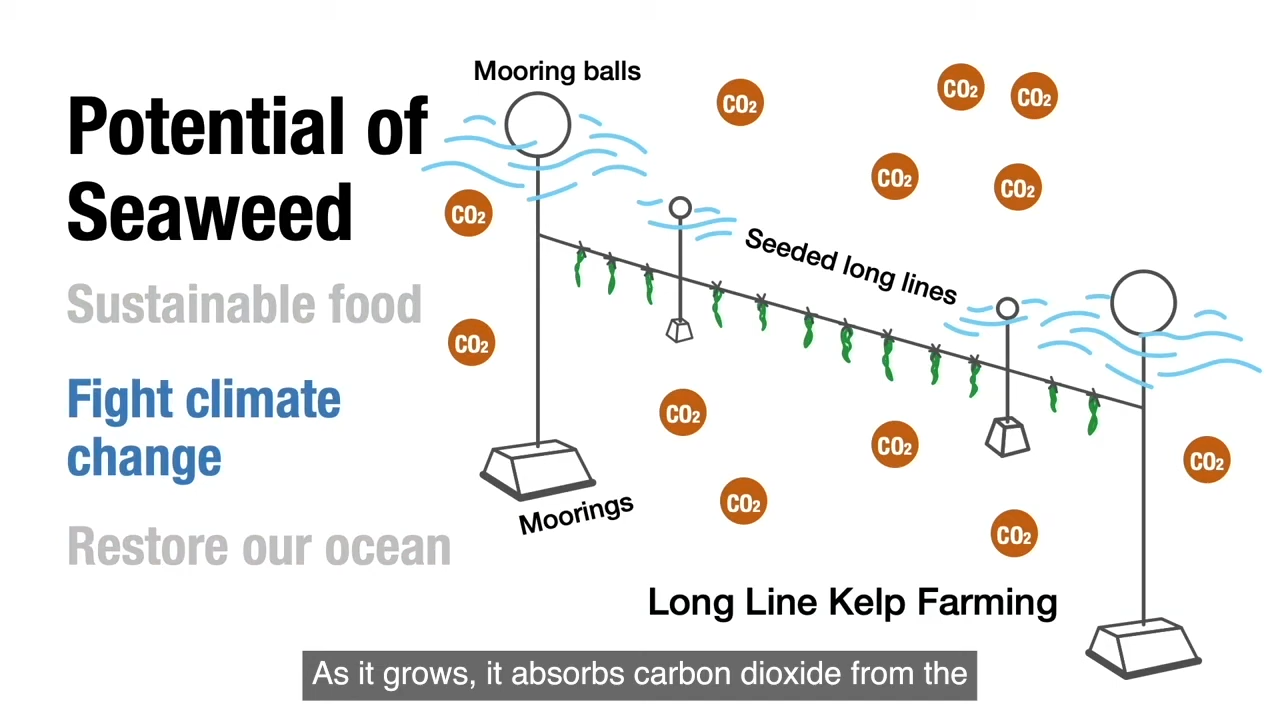 Mooring balls
Potential of
Seaweed
Sustainable food
Fight climate
change
Restore our ocean
CO₂
CO₂
CO₂
CO₂
CO₂
CO₂
Seeded long lines
CO₂
CO₂
CO₂
CO₂
CO₂
CO₂
Moorings
Long Line Kelp Farming
As it grows, it absorbs carbon dioxide from the